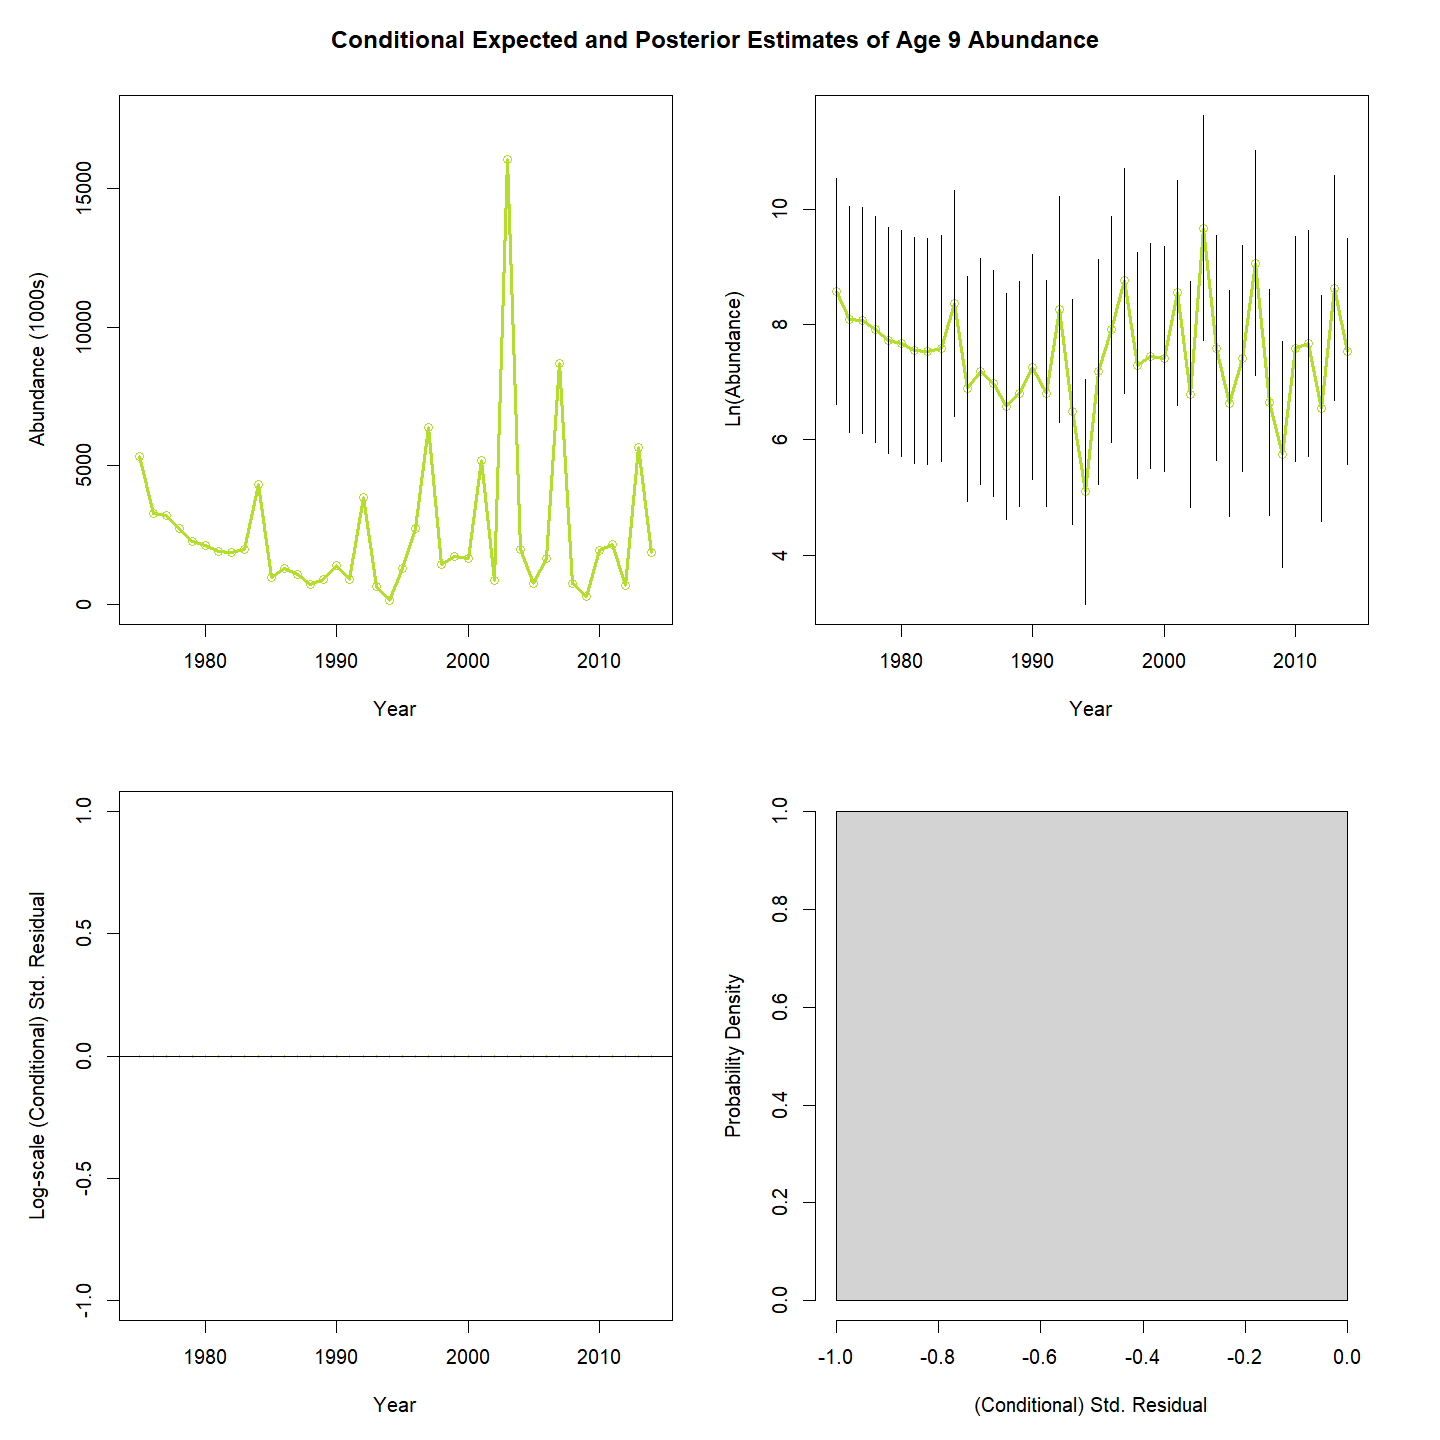 Conditional Expected and Posterior Estimates of Age 9 Abundance
Abundance (1000s)
15000
10000
5000
0
1980 1990 2000 2010
Year
Ln(Abundance)
10
8
6
4
1980 1990 2000 2010
Year
Log-scale (Conditional) Std. Residual
1.0
0.5
0.0
-0.5
-1.0
1980 1990 2000 2010
Year
Probability Density
1.0
0.8
0.6
0.4
0.2
0.0
-1.0 -0.8 -0.6 -0.4 -0.2 0.0
(Conditional) Std. Residual